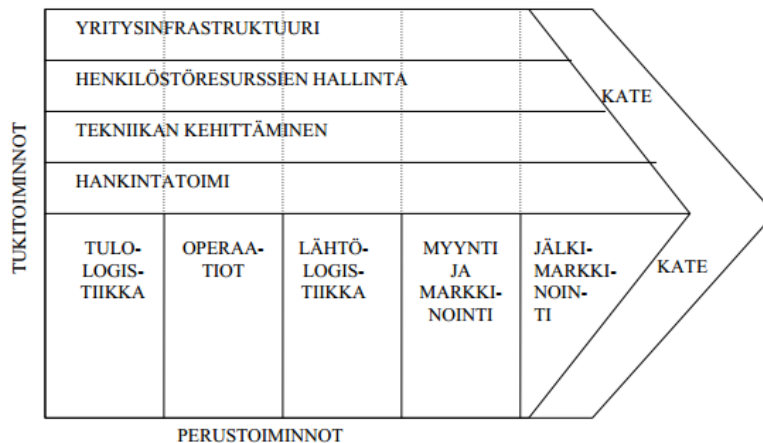 YRITYSINFRASTRUKTUURI
HENKILÖSTÖRESURSSIEN HALLINTA
KATE
TEKNIIKAN KEHITTÄMINEN
HANKINTATOIMI
TUKITOIMINNOT
TULO-
LOGIS-
TIIKKA
OPERAA-
TIOT
LÄHTÖ-
LOGIS-
TIIKKA
MYYNTI
JA
MARKKI-
NOINTI
JÄLKI-
MARKKI-
NOIN-
TI
KATE
PERUSTOIMINNOT